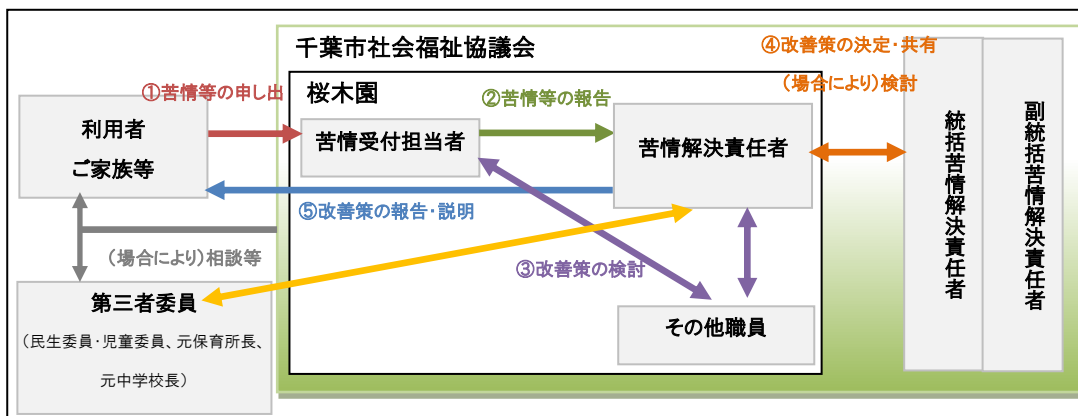 千葉市社会福祉協議会
④改善策の決定・共有
（場合により）検討
桜木園
①苦情等の申し出
②苦情等の報告
利用者
ご家族等
苦情受付担当者
苦情解決責任者
統括苦情解決責任者
副統括苦情解決責任者
⑤改善策の報告・説明
（場合により）相談等
③改善策の検討
第三者委員
（民生委員・児童委員、元保育所長、
元中学校長）
その他職員